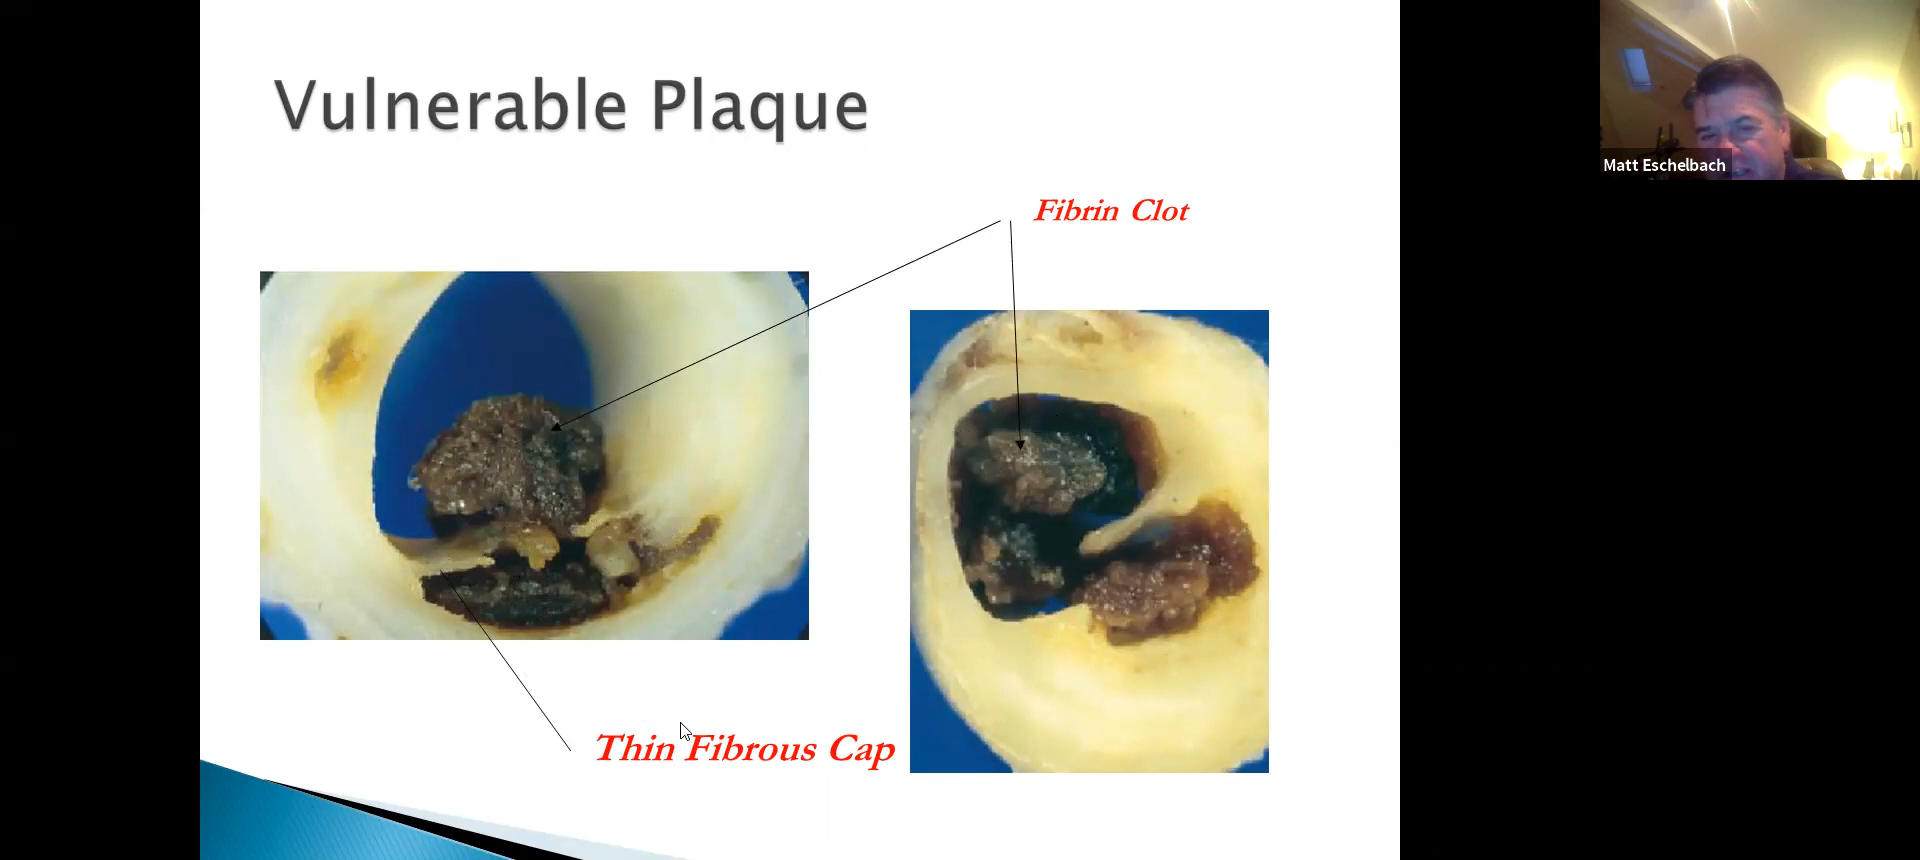 Vulnerable Plaque
Matt Eschelbach
Fibrin Clot
Thin Fibrous Cap